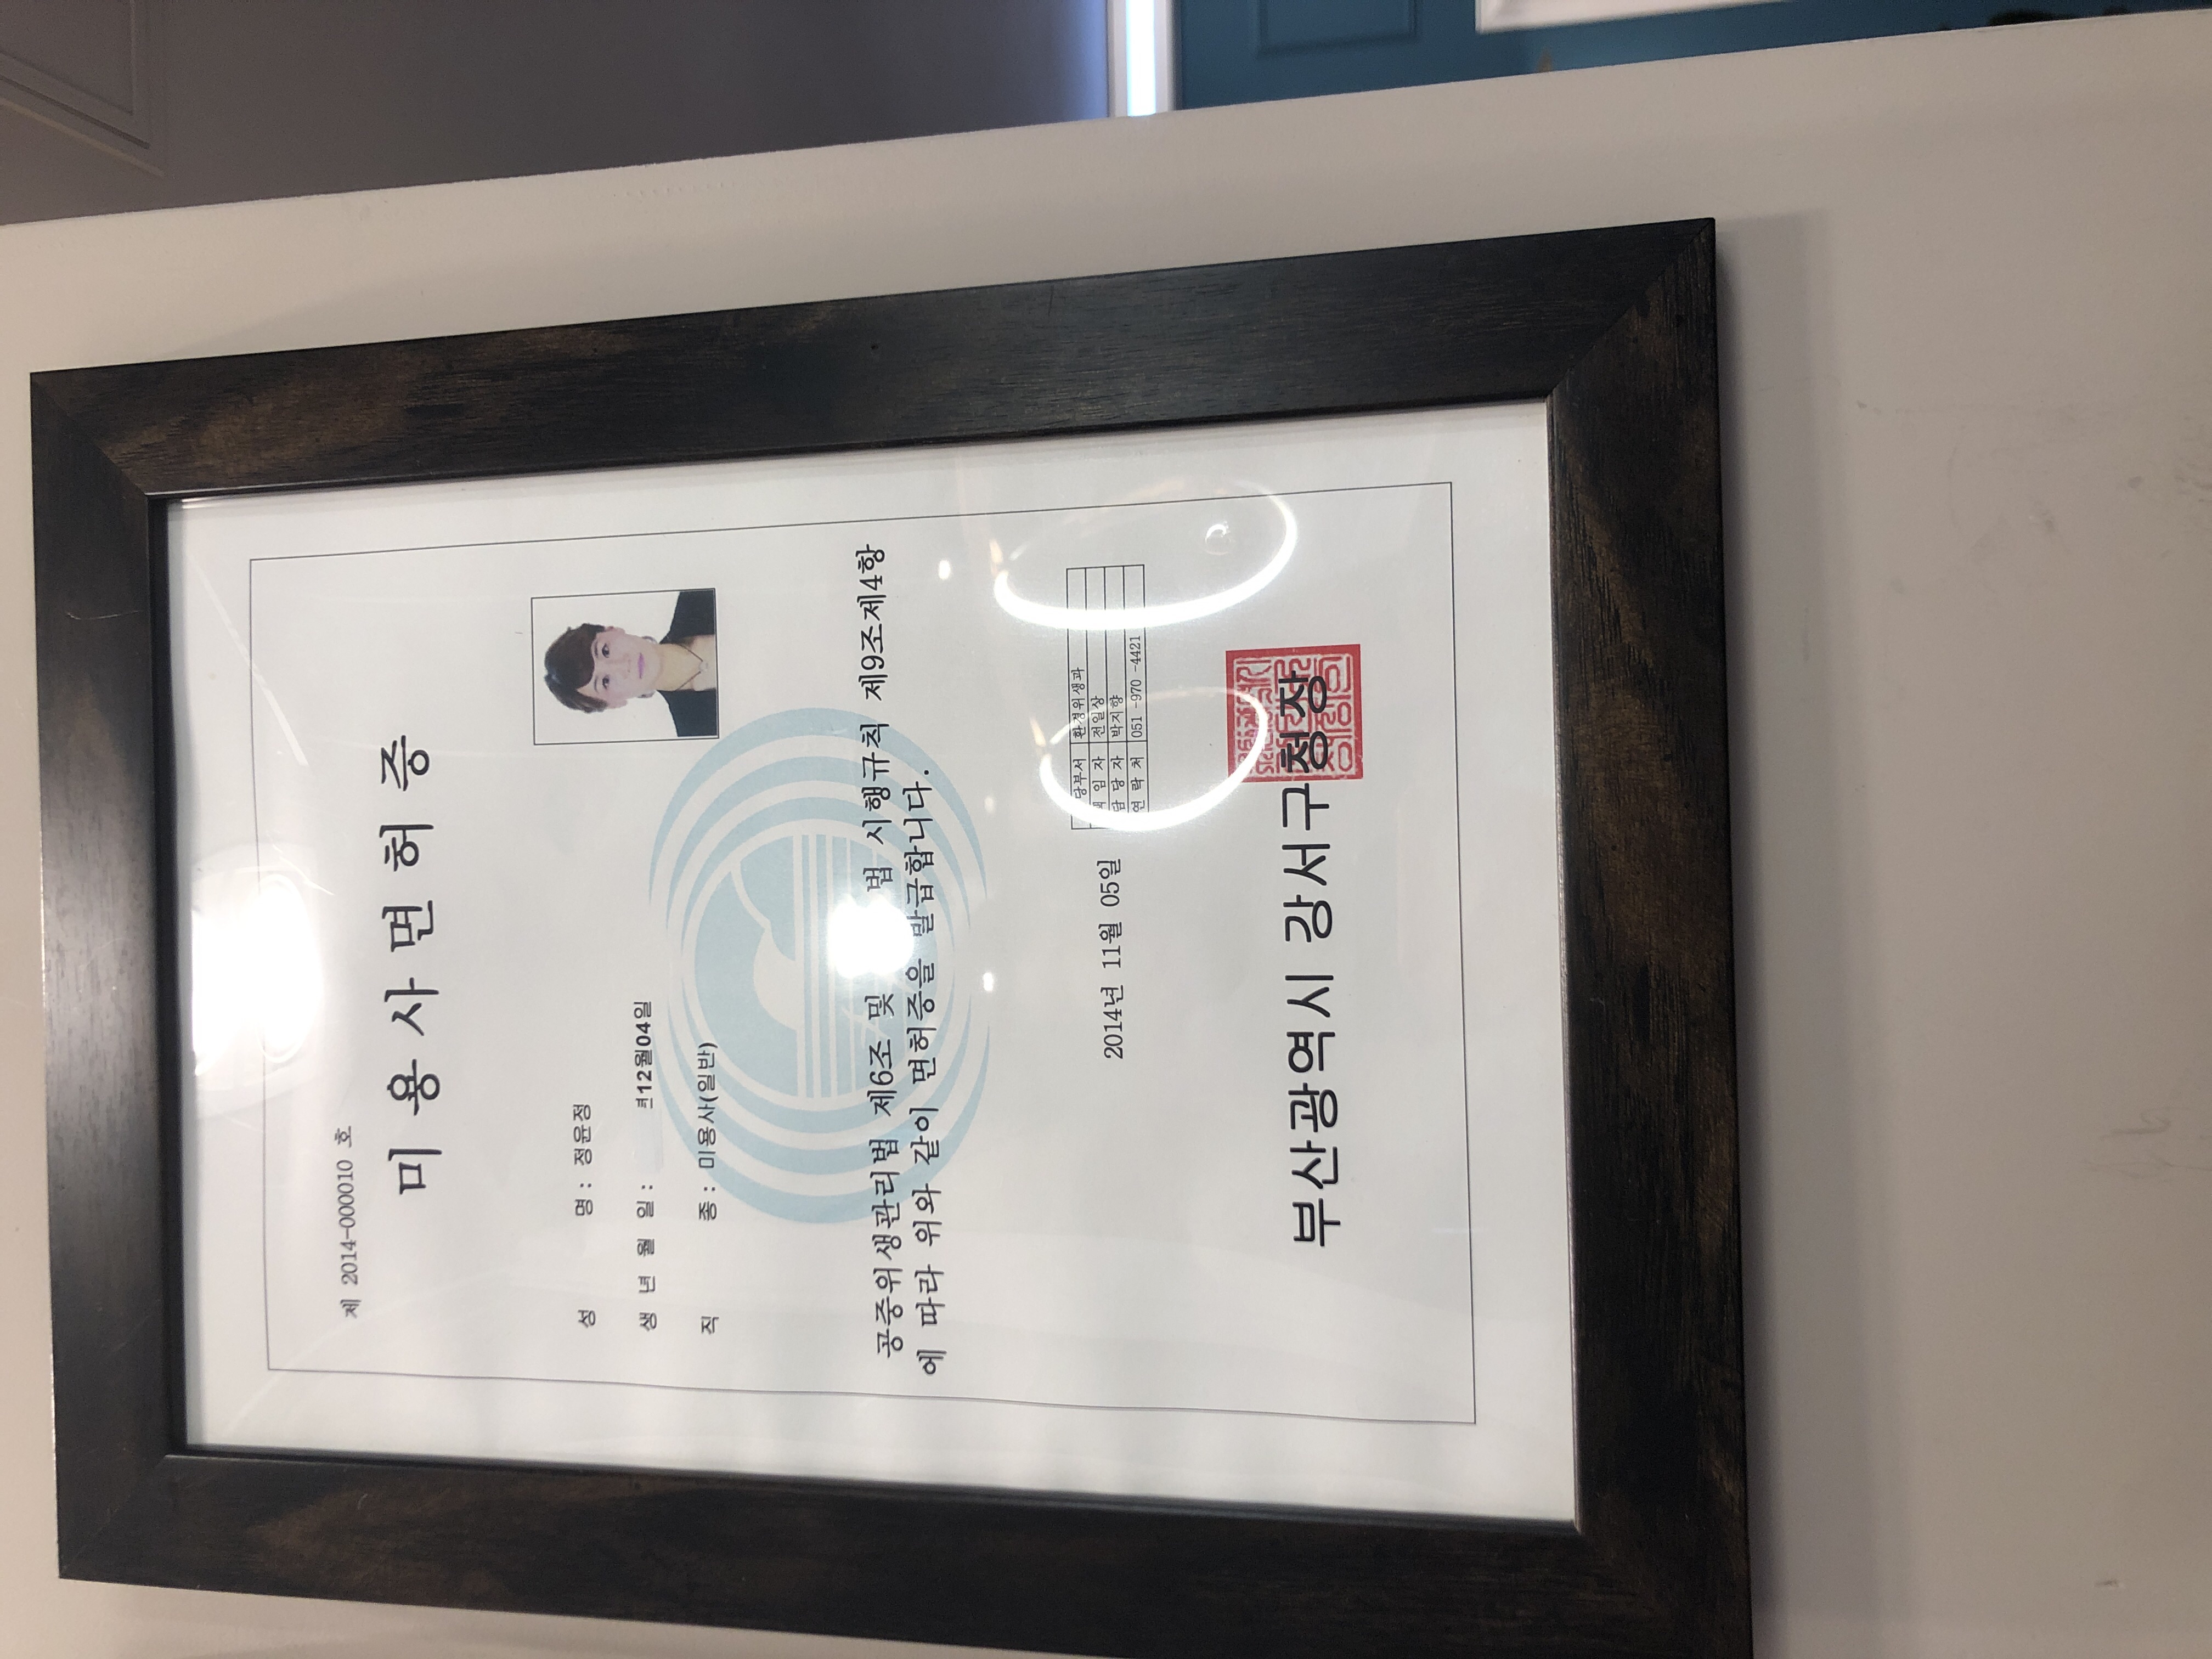 제 2014-000010 호
미 용 사 면 허 증
성 명 : 정윤정
생 년 월 일 : 12월04일
직 종 : 미용사(일반)
공중위생관리법 제6조 및 법 시행규칙 제9조제4항
에 따라 위와 같이 면허증을 발급합니다.
2014년 11월 05일
당부서 환경위생과
임 자 전일상
담 당 자 박지향
연 락 처 051 -970 -4421
부산광역시 강서구청장